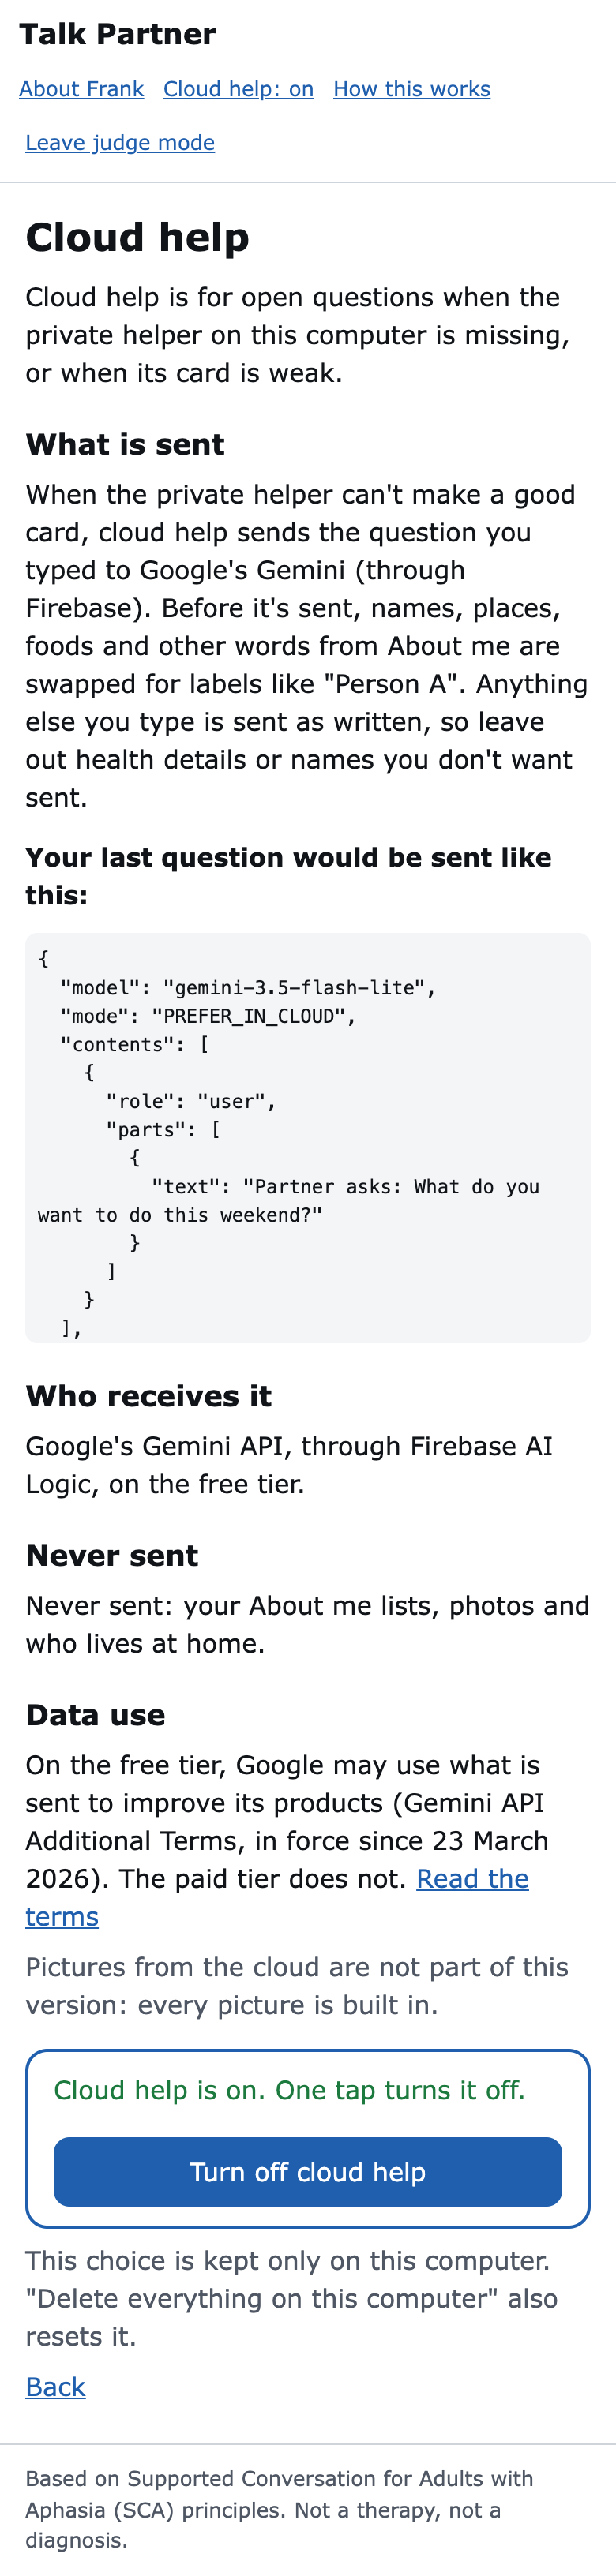 Talk Partner
About Frank Cloud help: on How this works
Leave judge mode
Cloud help
Cloud help is for open questions when the
private helper on this computer is missing,
or when its card is weak.
What is sent
When the private helper can't make a good
card, cloud help sends the question you
typed to Google's Gemini (through
Firebase). Before it's sent, names, places,
foods and other words from About me are
swapped for labels like "Person A". Anything
else you type is sent as written, so leave
out health details or names you don't want
sent.
Your last question would be sent like
this:
{
  "model": "gemini-3.5-flash-lite",
  "mode": "PREFER_IN_CLOUD",
  "contents": [
    {
      "role": "user",
      "parts": [
        {
          "text": "Partner asks: What do you
want to do this weekend?"
        }
      ]
    }
  ],
Who receives it
Google's Gemini API, through Firebase AI
Logic, on the free tier.
Never sent
Never sent: your About me lists, photos and
who lives at home.
Data use
On the free tier, Google may use what is
sent to improve its products (Gemini API
Additional Terms, in force since 23 March
2026). The paid tier does not. Read the
terms
Pictures from the cloud are not part of this
version: every picture is built in.
Cloud help is on. One tap turns it off.
Turn off cloud help
This choice is kept only on this computer.
"Delete everything on this computer" also
resets it.
Back
Based on Supported Conversation for Adults with
Aphasia (SCA) principles. Not a therapy, not a
diagnosis.